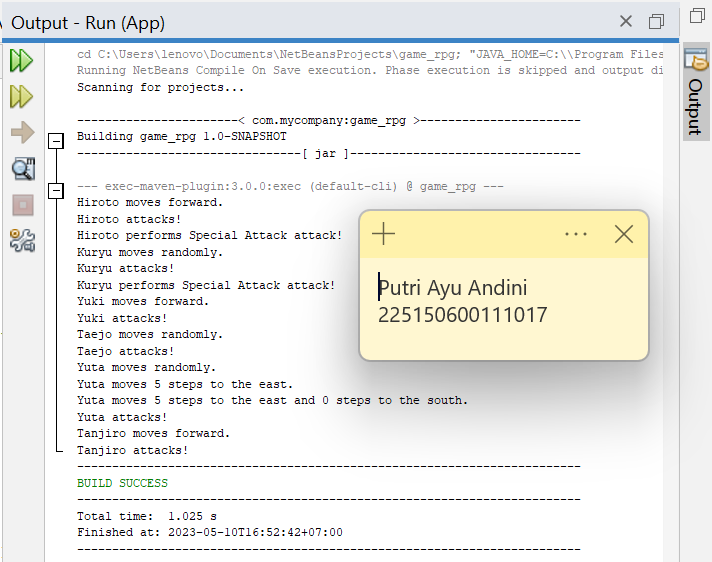 Output - Run (App)
cd C:\Users\lenovo\Documents\NetBeansProjects\game_rpg; "JAVA_HOME=C:\\Program Files
Running NetBeans Compile On Save execution. Phase execution is skipped and output di
Scanning for projects...
-----------------------< com.mycompany:game_rpg >-----------------------
Building game_rpg 1.0-SNAPSHOT
--------------------------------[ jar ]---------------------------------
--- exec-maven-plugin:3.0.0:exec (default-cli) @ game_rpg ---
Hiroto moves forward.
Hiroto attacks!
Hiroto performs Special Attack attack!
Kuryu moves randomly.
Kuryu attacks!
Kuryu performs Special Attack attack!
Yuki moves forward.
Yuki attacks!
Taejo moves randomly.
Taejo attacks!
Yuta moves randomly.
Yuta moves 5 steps to the east.
Yuta moves 5 steps to the east and 0 steps to the south.
Yuta attacks!
Tanjiro moves forward.
Tanjiro attacks!
------------------------------------------------------------------------
BUILD SUCCESS
------------------------------------------------------------------------
Total time:  1.025 s
Finished at: 2023-05-10T16:52:42+07:00
------------------------------------------------------------------------
Putri Ayu Andini
225150600111017
Output